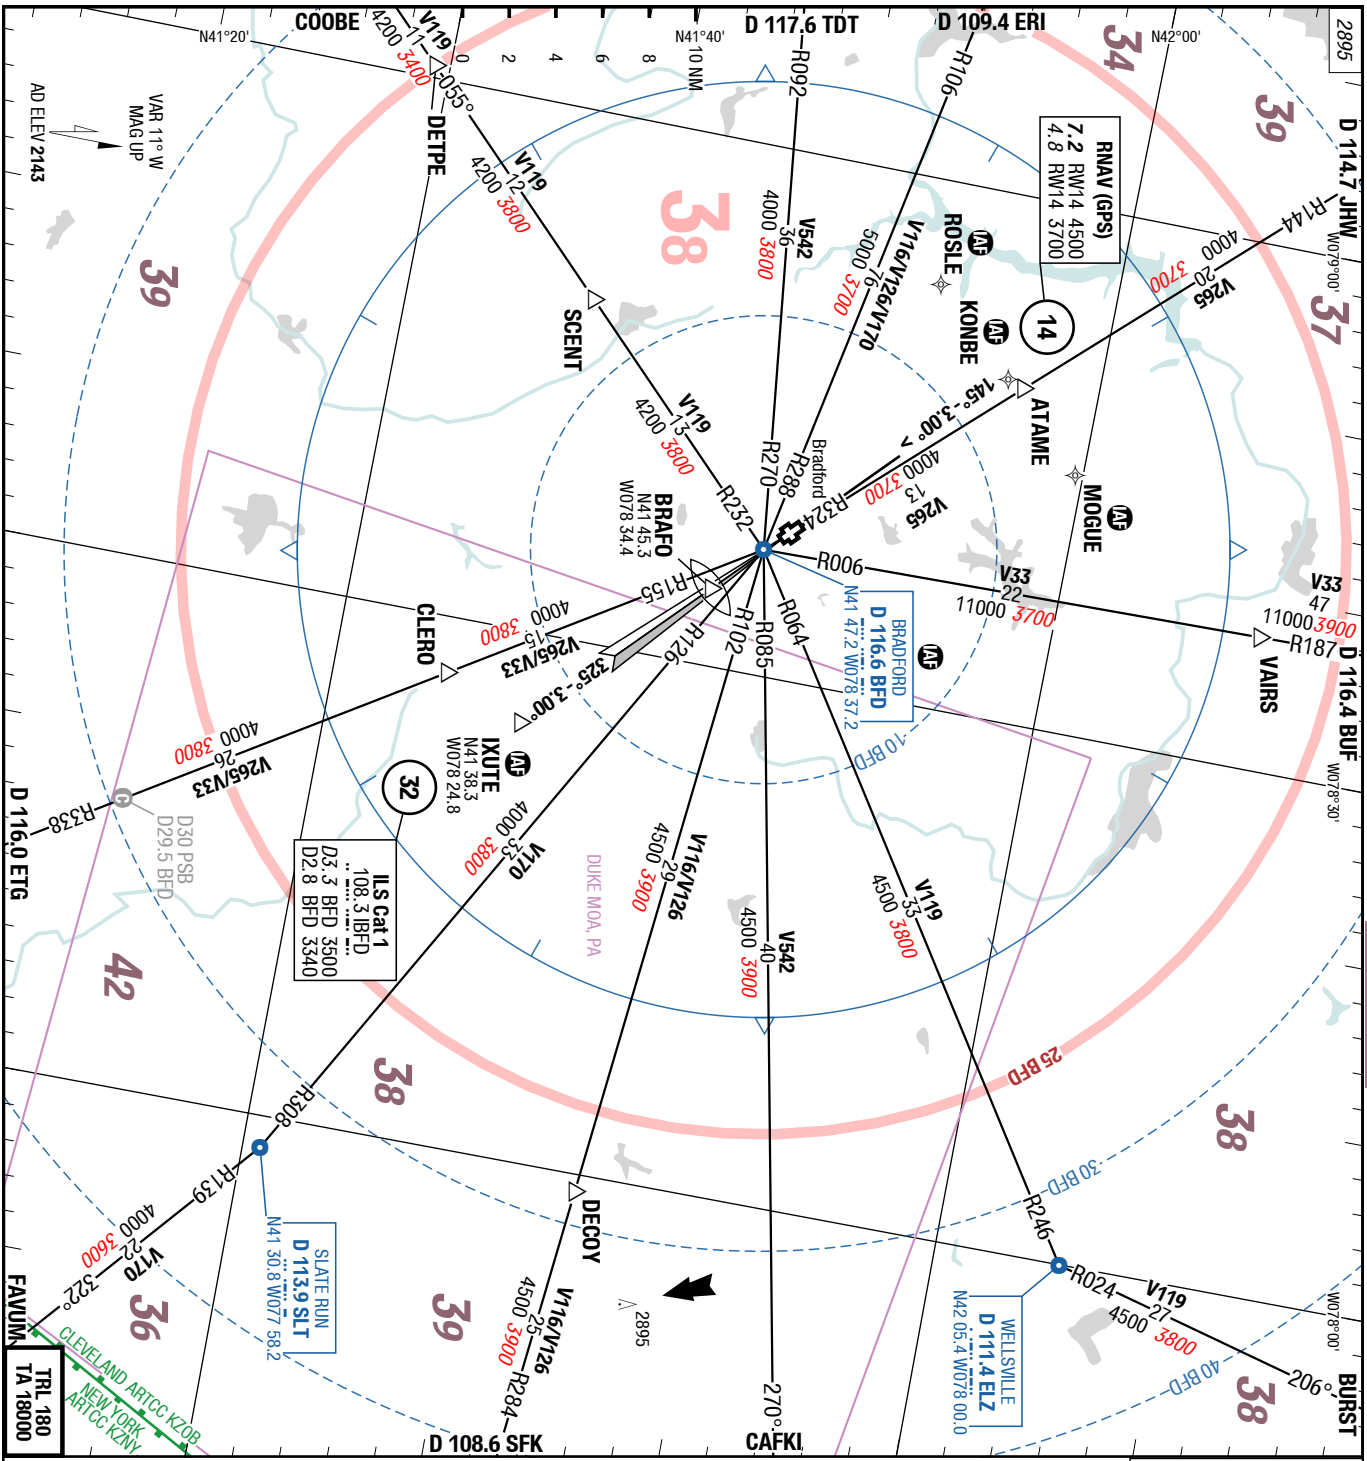 2895
D 114.7 JHW
W079°00'
37
V33
47
11000 3900
R187
D 116.4 BUF
W078°30'
W078°00'
BURST
206°
38
39
34
N42°00'
D 109.4 ERI
R106
D 117.6 TDT
R092
N41°40'
10 NM
8
6
4
2
0
COOBE
N41°20'
R144
4000
3700
20
V265
RNAV (GPS)
7.2 RW14 4500
4.8 RW14 3700
14
IAF
ROSLE
IAF
KONBE
ATAME
IAF
MOGUE
VAIRS
V33
22
11000 3700
R006
4000
3700
13
V265
R324
145° - 3.00° >
Bradford
V116/V126/V170
76
5000
3700
R288
V542
36
4000 3800
R270
38
V119
11
4200 3400
055°
DETPE
V119
12
4200 3800
SCENT
V119
13
4200 3800
R232
VAR 11° W
MAG UP
AD ELEV 2143
39
BRAFO
N41 45.3
W078 34.4
BRADFORD
D 116.6 BFD
N41 47.2 W078 37.2
IAF
R064
R085
R102
R126
R155
10 BFD
325° - 3.00°
CLERO
4000
3800
15
V265/V33
IXUTE
N41 38.3
W078 24.8
IAF
32
ILS Cat 1
108.3 IBFD
D3.3 BFD 3500
D2.8 BFD 3340
4000
3800
26
V265/V33
C
D30 PSB
D29.5 BFD
R338
D 116.0 ETG
4000
3800
33
V170
V116/V126
29
4500 3900
DUKE MOA, PA
V542
40
4500 3900
V119
33
4500 3800
25 BFD
38
30 BFD
42
38
R308
R139
SLATE RUN
D 113.9 SLT
N41 30.8 W077 58.2
4000
3600
22
V170
322°
FAVUM
36
39
DECOY
V116/V126
25
4500 3900
R284
D 108.6 SFK
2895
270°
CAFKI
R246
WELLSVILLE
D 111.4 ELZ
N42 05.4 W078 00.0
R024
V119
27
4500 3800
40 BFD
38
CLEVELAND ARTCC KZOB
NEW YORK
ARTCC KZNY
TRL 180
TA 18000